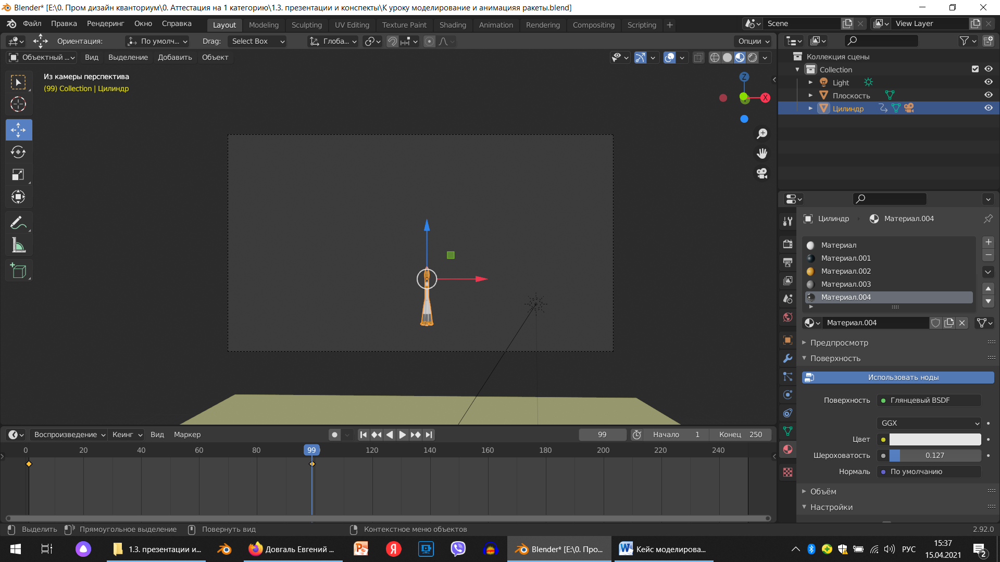 Blender* [E:\0. Пром дизайн кванториум\0. Аттестация на 1 категорию\1.3. презентации и конспекты\К уроку моделирование и анимацияя ракеты.blend]
Файл Правка Рендеринг Окно Справка Layout Modeling Sculpting UV Editing Texture Paint Shading Animation Rendering Compositing Scripting + Scene View Layer
Ориентация: По умолч... Drag: Select Box Глоба... Опции
Объектный ... Вид Выделение Добавить Объект
Из камеры перспектива
(99) Collection | Цилиндр
Z
X
Коллекция сцены
Collection
Light
Плоскость
Цилиндр
Цилиндр Материал.004
Материал
Материал.001
Материал.002
Материал.003
Материал.004
Материал.004
Предпросмотр
Поверхность
Использовать ноды
Поверхность Глянцевый BSDF
GGX
Цвет
Шероховатость 0.127
Нормаль По умолчанию
Объём
Настройки
Воспроизведение Кеинг Вид Маркер 99 Начало 1 Конец 250
0 20 40 60 80 99 120 140 160 180 200 220 240
Выделить Прямоугольное выделение Повернуть вид Контекстное меню объектов 2.92.0
1.3. презентации и... Довгаль Евгений ... Я Blender* [E:\0. Про... Кейс моделирова... РУС 15:37
15.04.2021
2